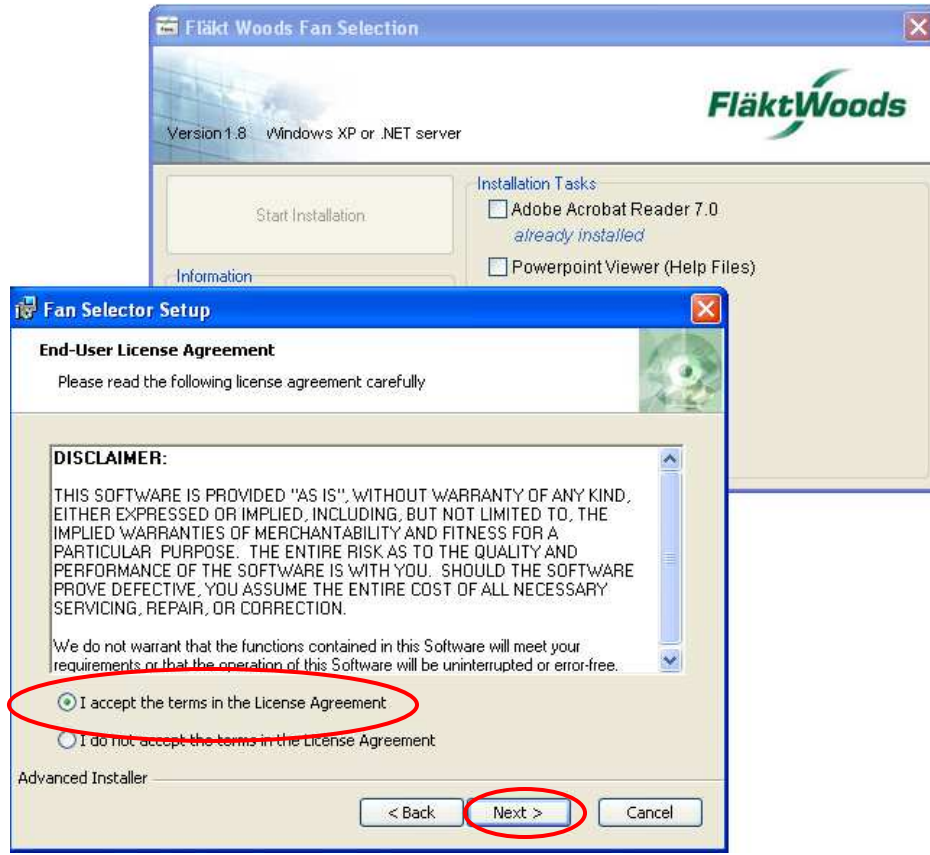 Fläkt Woods Fan Selection
FläktWoods
Version 1.8 Windows XP or .NET server
Start Installation
Installation Tasks
Adobe Acrobat Reader 7.0
already installed
Powerpoint Viewer (Help Files)
Information
Fan Selector Setup
End-User License Agreement
Please read the following license agreement carefully
DISCLAIMER:
THIS SOFTWARE IS PROVIDED "AS IS", WITHOUT WARRANTY OF ANY KIND,
EITHER EXPRESSED OR IMPLIED, INCLUDING, BUT NOT LIMITED TO, THE
IMPLIED WARRANTIES OF MERCHANTABILITY AND FITNESS FOR A
PARTICULAR PURPOSE. THE ENTIRE RISK AS TO THE QUALITY AND
PERFORMANCE OF THE SOFTWARE IS WITH YOU. SHOULD THE SOFTWARE
PROVE DEFECTIVE, YOU ASSUME THE ENTIRE COST OF ALL NECESSARY
SERVICING, REPAIR, OR CORRECTION.
We do not warrant that the functions contained in this Software will meet your
requirements or that the operation of this Software will be uninterrupted or error-free.
I accept the terms in the License Agreement
I do not accept the terms in the License Agreement
Advanced Installer
< Back
Next >
Cancel